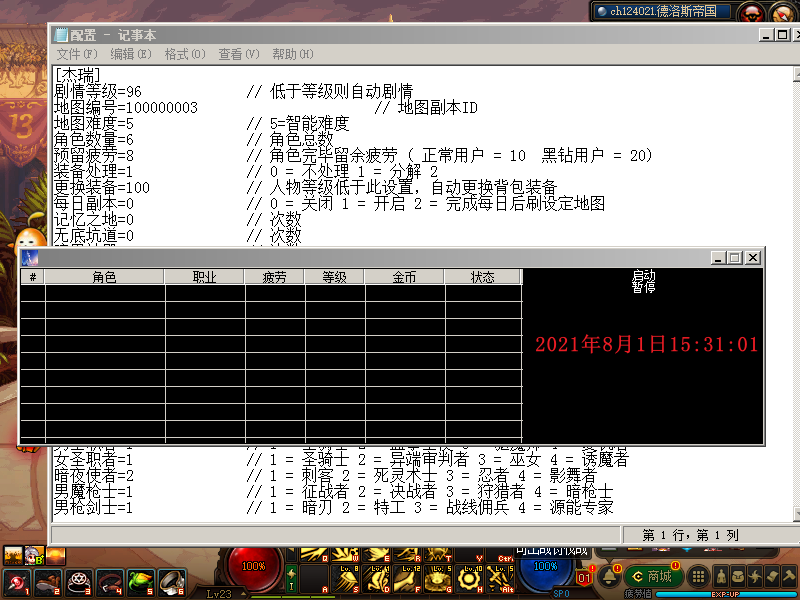 ch124021.德洛斯帝国
配置 - 记事本
文件(F) 编辑(E) 格式(O) 查看(V) 帮助(H)
[杰瑞]
剧情等级=96 // 低于等级则自动剧情
地图编号=100000003 // 地图副本ID
地图难度=5 // 5=智能难度
角色数量=6 // 角色总数
预留疲劳=8 // 角色完毕留余疲劳 ( 正常用户 = 10 黑钻用户 = 20)
装备处理=1 // 0 = 不处理 1 = 分解 2
更换装备=100 // 人物等级低于此设置，自动更换背包装备
每日副本=0 // 0 = 关闭 1 = 开启 2 = 完成每日后刷设定地图
记忆之地=0 // 次数
无底坑道=0 // 次数
# 角色 职业 疲劳 等级 金币 状态
启动
暂停
2021年8月1日15:31:01
女圣职者=1 // 1 = 圣骑士 2 = 异端审判者 3 = 巫女 4 = 诱魔者
暗夜使者=2 // 1 = 刺客 2 = 死灵术士 3 = 忍者 4 = 影舞者
男魔枪士=1 // 1 = 征战者 2 = 决战者 3 = 狩猎者 4 = 暗枪士
男枪剑士=1 // 1 = 暗刃 2 = 特工 3 = 战线佣兵 4 = 源能专家
第 1 行, 第 1 列
100%
100%
01
商城
Lv23
SP0
疲劳值
EXP:UP